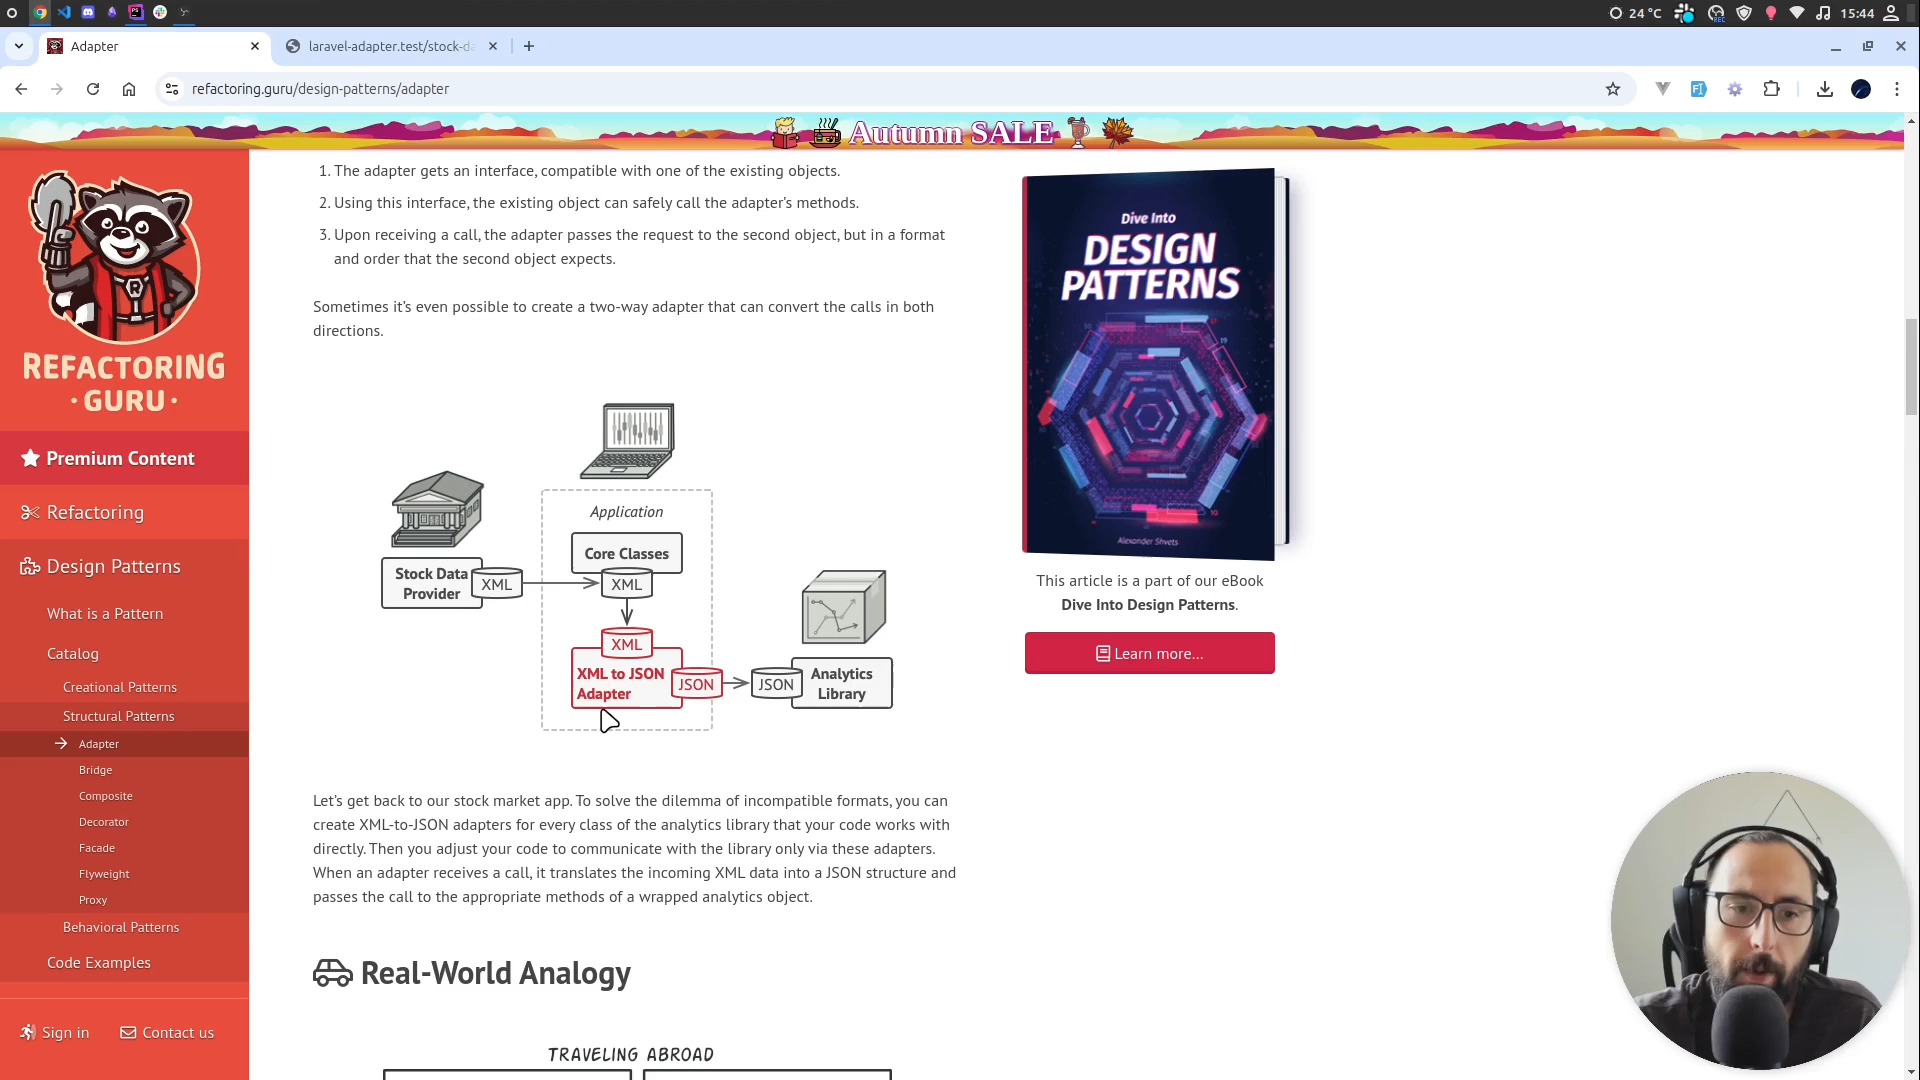 24 °C
REC
15:44
Adapter
laravel-adapter.test/stock-da
refactoring.guru/design-patterns/adapter
Autumn SALE
R
REFACTORING
· GURU ·
Premium Content
Refactoring
Design Patterns
What is a Pattern
Catalog
Creational Patterns
Structural Patterns
Adapter
Bridge
Composite
Decorator
Facade
Flyweight
Proxy
Behavioral Patterns
Code Examples
Sign in
Contact us
1. The adapter gets an interface, compatible with one of the existing objects.
2. Using this interface, the existing object can safely call the adapter's methods.
3. Upon receiving a call, the adapter passes the request to the second object, but in a format
and order that the second object expects.
Sometimes it's even possible to create a two-way adapter that can convert the calls in both
directions.
Application
Core Classes
Stock Data
Provider
XML
XML
XML
XML to JSON
Adapter
JSON
JSON
Analytics
Library
Let's get back to our stock market app. To solve the dilemma of incompatible formats, you can
create XML-to-JSON adapters for every class of the analytics library that your code works with
directly. Then you adjust your code to communicate with the library only via these adapters.
When an adapter receives a call, it translates the incoming XML data into a JSON structure and
passes the call to the appropriate methods of a wrapped analytics object.
Real-World Analogy
TRAVELING ABROAD
Dive Into
DESIGN
PATTERNS
Alexander Shvets
This article is a part of our eBook
Dive Into Design Patterns.
Learn more...